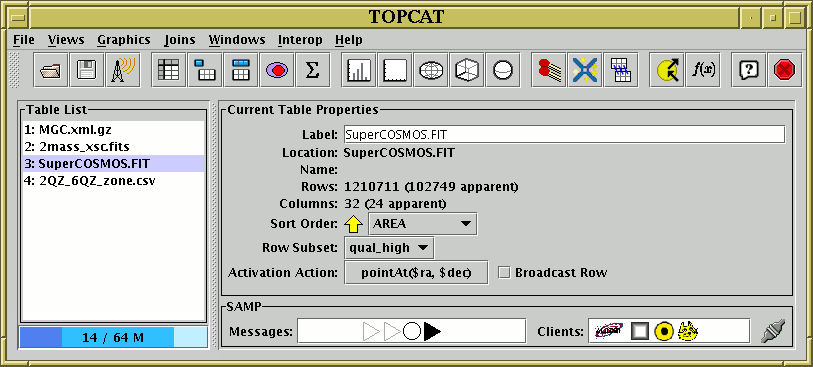 TOPCAT
File Views Graphics Joins Windows Interop Help
Σ f(x) ? X
Table List
1: MGC.xml.gz
2: 2mass_xsc.fits
3: SuperCOSMOS.FIT
4: 2QZ_6QZ_zone.csv
14 / 64 M
Current Table Properties
Label: SuperCOSMOS.FIT
Location: SuperCOSMOS.FIT
Name:
Rows: 1210711 (102749 apparent)
Columns: 32 (24 apparent)
Sort Order: AREA
Row Subset: qual_high
Activation Action: pointAt($ra, $dec) Broadcast Row
SAMP
Messages: Clients: